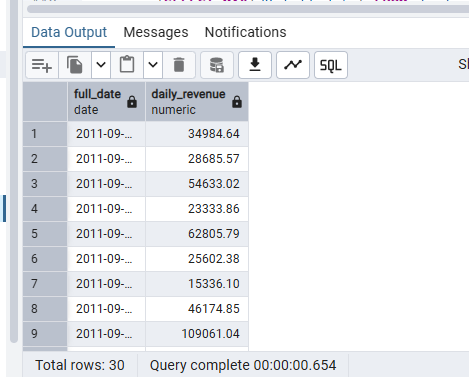 Data Output Messages Notifications
SQL
full_date daily_revenue
date numeric
1 2011-09-... 34984.64
2 2011-09-... 28685.57
3 2011-09-... 54633.02
4 2011-09-... 23333.86
5 2011-09-... 62805.79
6 2011-09-... 25602.38
7 2011-09-... 15336.10
8 2011-09-... 46174.85
9 2011-09-... 109061.04
Total rows: 30 Query complete 00:00:00.654